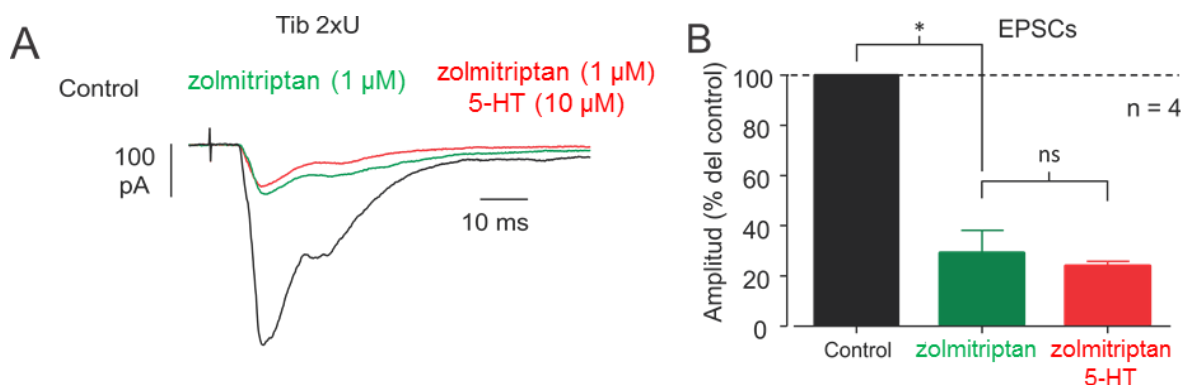 A
Tib 2xU
Control
zolmitriptan (1 µM)
zolmitriptan (1 µM)
5-HT (10 µM)
100
pA
10 ms
B
EPSCs
*
n = 4
ns
Amplitud (% del control)
100
80
60
40
20
0
Control
zolmitriptan
zolmitriptan
5-HT